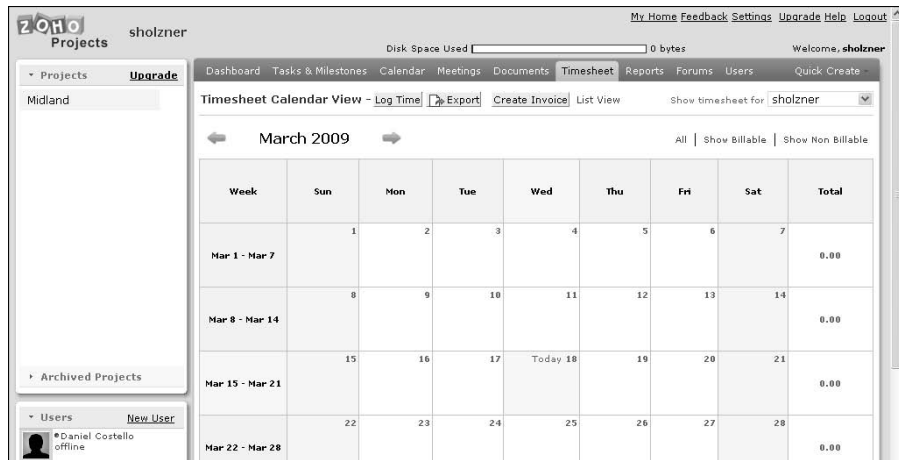 ZOHO Projects
sholzner
My Home Feedback Settings Upgrade Help Logout
Disk Space Used 0 bytes
Welcome, sholzner
Projects Upgrade
Midland
Archived Projects
Users New User
Daniel Costello
offline
Dashboard Tasks & Milestones Calendar Meetings Documents Timesheet Reports Forums Users Quick Create
Timesheet Calendar View - Log Time Export Create Invoice List View Show timesheet for sholzner
March 2009
All | Show Billable | Show Non Billable
Week Sun Mon Tue Wed Thu Fri Sat Total
1 2 3 4 5 6 7
Mar 1 - Mar 7 0.00
8 9 10 11 12 13 14
Mar 8 - Mar 14 0.00
15 16 17 Today 18 19 20 21
Mar 15 - Mar 21 0.00
22 23 24 25 26 27 28
Mar 22 - Mar 28 0.00